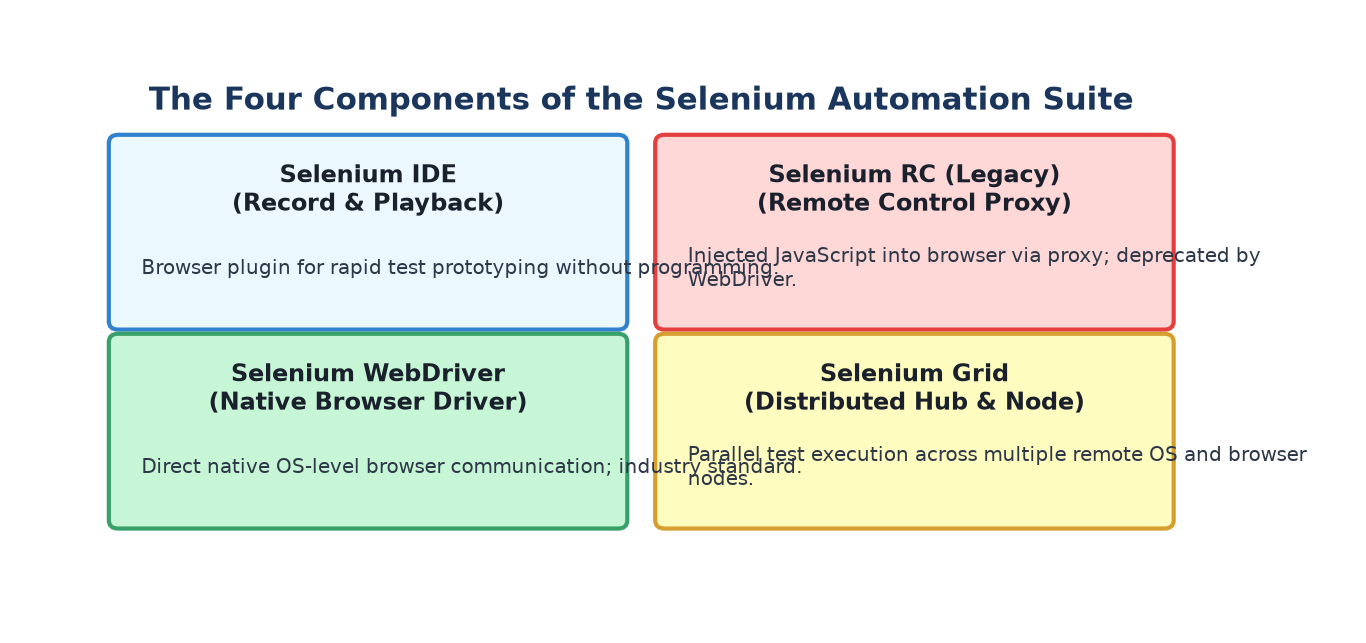 The Four Components of the Selenium Automation Suite
Selenium IDE
(Record & Playback)
Browser plugin for rapid test prototyping without programming.
Selenium RC (Legacy)
(Remote Control Proxy)
Injected JavaScript into browser via proxy; deprecated by
WebDriver.
Selenium WebDriver
(Native Browser Driver)
Direct native OS-level browser communication; industry standard.
Selenium Grid
(Distributed Hub & Node)
Parallel test execution across multiple remote OS and browser
nodes.